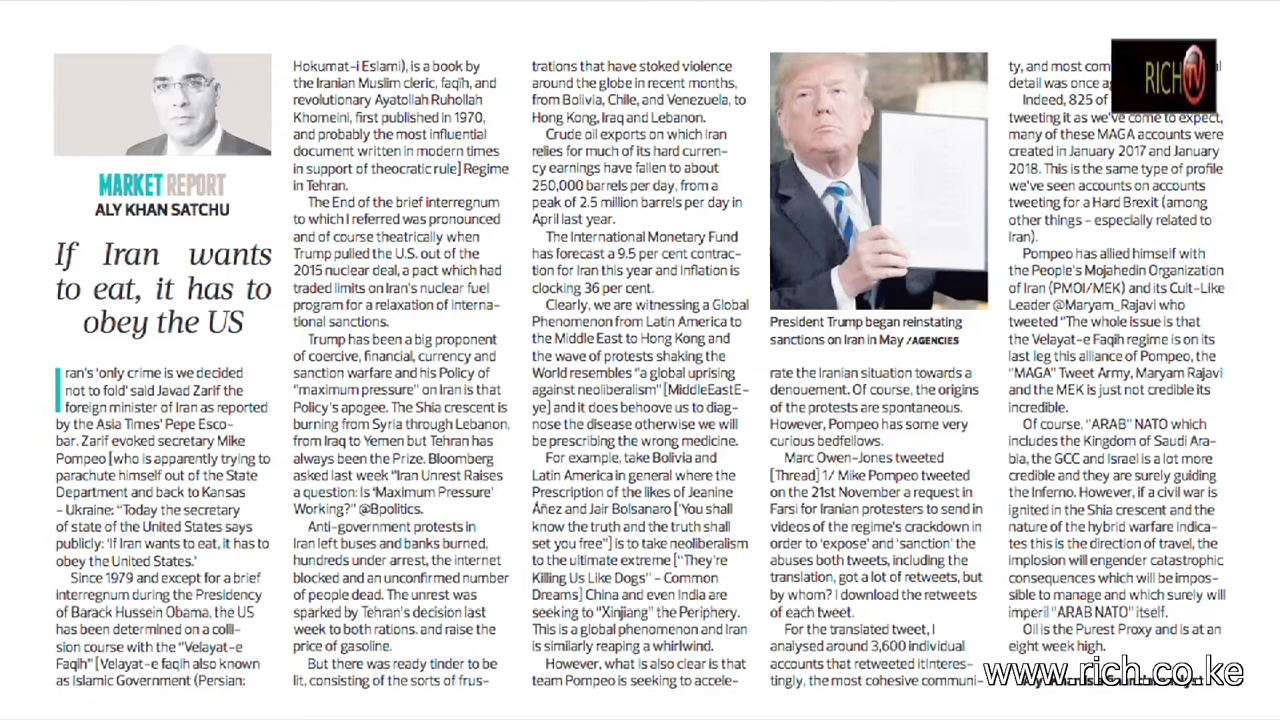 MARKET REPORT
ALY KHAN SATCHU
If Iran wants
to eat, it has to
obey the US
Iran's 'only crime is we decided
not to fold' said Javad Zarif the
foreign minister of Iran as reported
by the Asia Times' Pepe Esco-
bar. Zarif evoked secretary Mike
Pompeo [who is apparently trying to
parachute himself out of the State
Department and back to Kansas
– Ukraine: "Today the secretary
of state of the United States says
publicly: 'If Iran wants to eat, it has to
obey the United States.'
Since 1979 and except for a brief
interregnum during the Presidency
of Barack Hussein Obama, the US
has been determined on a colli-
sion course with the "Velayat-e
Faqih" [Velayat-e faqih also known
as Islamic Government (Persian:
Hokumat-i Eslami), is a book by
the Iranian Muslim cleric, faqīh, and
revolutionary Ayatollah Ruhollah
Khomeini, first published in 1970,
and probably the most influential
document written in modern times
in support of theocratic rule] Regime
in Tehran.
The End of the brief interregnum
to which I referred was pronounced
and of course theatrically when
Trump pulled the U.S. out of the
2015 nuclear deal, a pact which had
traded limits on Iran's nuclear fuel
program for a relaxation of interna-
tional sanctions.
Trump has been a big proponent
of coercive, financial, currency and
sanction warfare and his Policy of
"maximum pressure" on Iran is that
Policy's apogee. The Shia crescent is
burning from Syria through Lebanon,
from Iraq to Yemen but Tehran has
always been the Prize. Bloomberg
asked last week "Iran Unrest Raises
a question: Is 'Maximum Pressure'
Working?" @Bpolitics.
Anti-government protests in
Iran left buses and banks burned,
hundreds under arrest, the internet
blocked and an unconfirmed number
of people dead. The unrest was
sparked by Tehran's decision last
week to both rations. and raise the
price of gasoline.
But there was ready tinder to be
lit, consisting of the sorts of frus-
trations that have stoked violence
around the globe in recent months,
from Bolivia, Chile, and Venezuela, to
Hong Kong, Iraq and Lebanon.
Crude oil exports on which Iran
relies for much of its hard curren-
cy earnings have fallen to about
250,000 barrels per day, from a
peak of 2.5 million barrels per day in
April last year.
The International Monetary Fund
has forecast a 9.5 per cent contrac-
tion for Iran this year and Inflation is
clocking 36 per cent.
Clearly, we are witnessing a Global
Phenomenon from Latin America to
the Middle East to Hong Kong and
the wave of protests shaking the
World resembles "a global uprising
against neoliberalism" [MiddleEastE-
ye] and it does behoove us to diag-
nose the disease otherwise we will
be prescribing the wrong medicine.
For example, take Bolivia and
Latin America in general where the
Prescription of the likes of Jeanine
Áñez and Jair Bolsanaro ['You shall
know the truth and the truth shall
set you free"] is to take neoliberalism
to the ultimate extreme ["They're
Killing Us Like Dogs" – Common
Dreams] China and even India are
seeking to "Xinjiang" the Periphery.
This is a global phenomenon and Iran
is similarly reaping a whirlwind.
However, what is also clear is that
team Pompeo is seeking to accele-
President Trump began reinstating
sanctions on Iran in May /AGENCIES
rate the Iranian situation towards a
denouement. Of course, the origins
of the protests are spontaneous.
However, Pompeo has some very
curious bedfellows.
Marc Owen-Jones tweeted
[Thread] 1/ Mike Pompeo tweeted
on the 21st November a request in
Farsi for Iranian protesters to send in
videos of the regime's crackdown in
order to 'expose' and 'sanction' the
abuses both tweets, including the
translation, got a lot of retweets, but
by whom? I download the retweets
of each tweet.
For the translated tweet, I
analysed around 3,600 individual
accounts that retweeted itInteres-
tingly, the most cohesive communi-
ty, and most
detail was once
Indeed, 825 of
tweeting it as we've come to expect,
many of these MAGA accounts were
created in January 2017 and January
2018. This is the same type of profile
we've seen accounts on accounts
tweeting for a Hard Brexit (among
other things – especially related to
Iran).
Pompeo has allied himself with
the People's Mojahedin Organization
of Iran (PMOI/MEK) and its Cult-Like
Leader @Maryam_Rajavi who
tweeted "The whole issue is that
the Velayat-e Faqih regime is on its
last leg this alliance of Pompeo, the
"MAGA" Tweet Army, Maryam Rajavi
and the MEK is just not credible its
incredible.
Of course, "ARAB" NATO which
includes the Kingdom of Saudi Ara-
bia, the GCC and Israel is a lot more
credible and they are surely guiding
the Inferno. However, if a civil war is
ignited in the Shia crescent and the
nature of the hybrid warfare indica-
tes this is the direction of travel, the
implosion will engender catastrophic
consequences which will be impos-
sible to manage and which surely will
imperil "ARAB NATO" itself.
Oil is the Purest Proxy and is at an
eight week high.
RICH TV
www.rich.co.ke